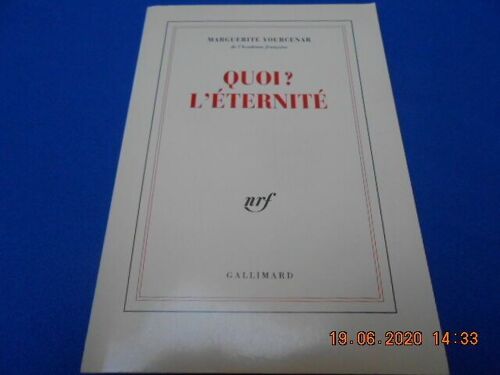 MARGUERITE YOURCENAR
de l'Académie française
QUOI?
L'ÉTERNITÉ
nrf
GALLIMARD
19.06.2020 14:33